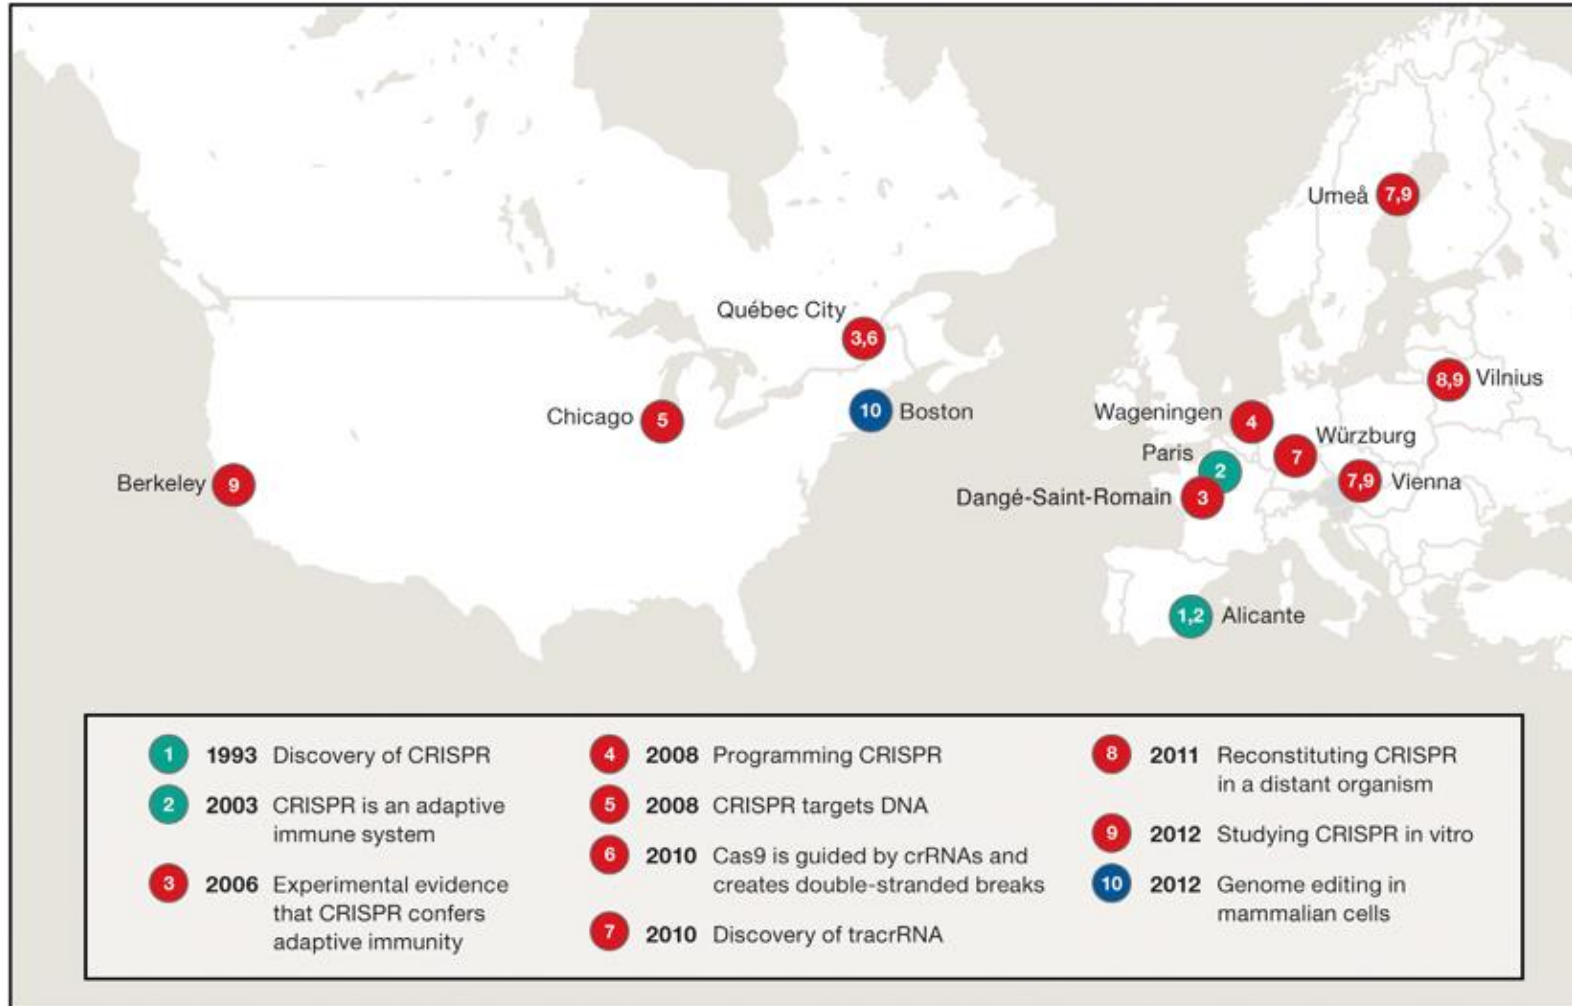 Umeå
7,9
Québec City
3,6
8,9
Vilnius
Chicago
5
10
Boston
Wageningen
4
Würzburg
7
Paris
2
Berkeley
9
Dangé-Saint-Romain
3
7,9
Vienna
1,2
Alicante
1 1993 Discovery of CRISPR
2 2003 CRISPR is an adaptive
immune system
3 2006 Experimental evidence
that CRISPR confers
adaptive immunity
4 2008 Programming CRISPR
5 2008 CRISPR targets DNA
6 2010 Cas9 is guided by crRNAs and
creates double-stranded breaks
7 2010 Discovery of tracrRNA
8 2011 Reconstituting CRISPR
in a distant organism
9 2012 Studying CRISPR in vitro
10 2012 Genome editing in
mammalian cells